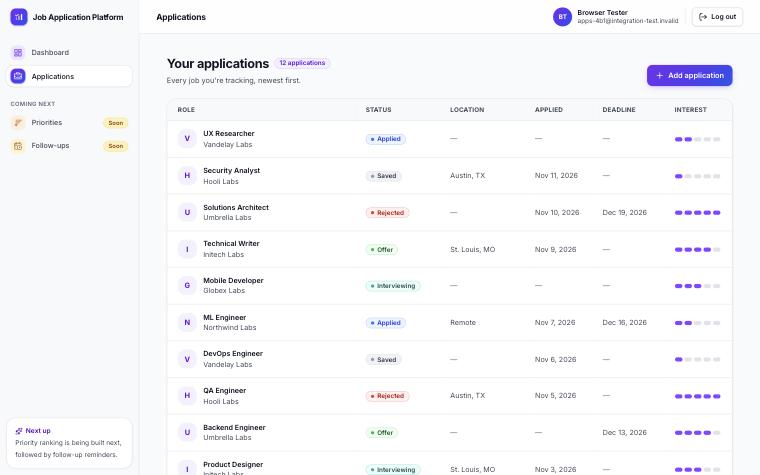 Job Application Platform
Applications
BT
Browser Tester
apps-4bf@integration-test.invalid
Log out
Dashboard
Applications
COMING NEXT
Priorities Soon
Follow-ups Soon
Your applications 12 applications
Every job you're tracking, newest first.
+ Add application
ROLE STATUS LOCATION APPLIED DEADLINE INTEREST
V UX Researcher Applied — — —
Vandelay Labs
H Security Analyst Saved Austin, TX Nov 11, 2026 —
Hooli Labs
U Solutions Architect Rejected — Nov 10, 2026 Dec 19, 2026
Umbrella Labs
I Technical Writer Offer St. Louis, MO Nov 9, 2026 —
Initech Labs
G Mobile Developer Interviewing — — —
Globex Labs
N ML Engineer Applied Remote Nov 7, 2026 Dec 16, 2026
Northwind Labs
V DevOps Engineer Saved — Nov 6, 2026 —
Vandelay Labs
H QA Engineer Rejected Austin, TX Nov 5, 2026 —
Hooli Labs
U Backend Engineer Offer — — Dec 13, 2026
Umbrella Labs
I Product Designer Interviewing St. Louis, MO Nov 3, 2026 —
Initech Labs
Next up
Priority ranking is being built next,
followed by follow-up reminders.